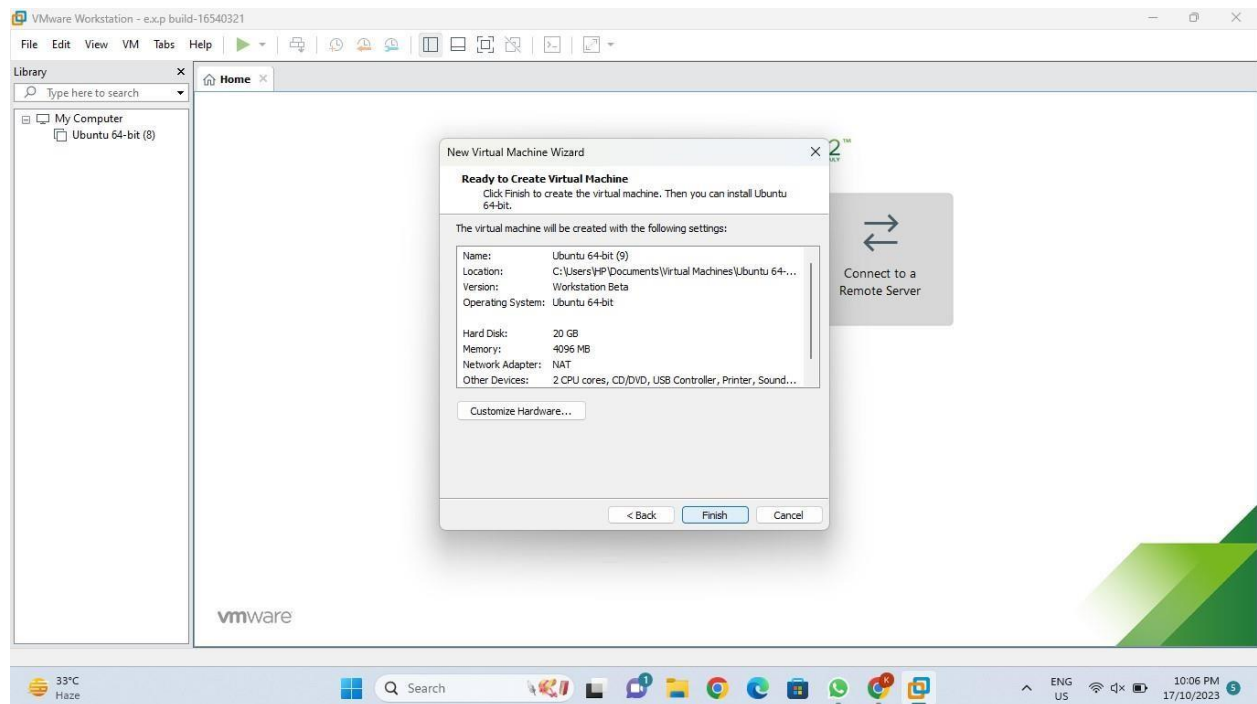 VMware Workstation - e.x.p build-16540321
File Edit View VM Tabs Help
Library
Home
Type here to search
My Computer
Ubuntu 64-bit (8)
New Virtual Machine Wizard
2™
Ready to Create Virtual Machine
Click Finish to create the virtual machine. Then you can install Ubuntu
64-bit.
The virtual machine will be created with the following settings:
Name: Ubuntu 64-bit (9)
Location: C:\Users\HP\Documents\Virtual Machines\Ubuntu 64-...
Version: Workstation Beta
Operating System: Ubuntu 64-bit
Hard Disk: 20 GB
Memory: 4096 MB
Network Adapter: NAT
Other Devices: 2 CPU cores, CD/DVD, USB Controller, Printer, Sound...
Customize Hardware...
< Back Finish Cancel
Connect to a
Remote Server
vmware
33°C
Haze
Search
1
K
ENG
US
10:06 PM
17/10/2023
5